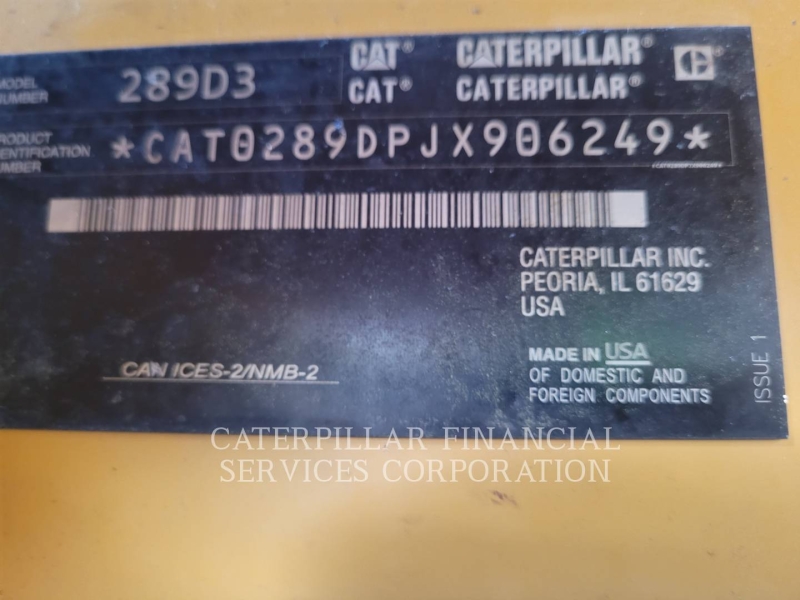 MODEL NUMBER 289D3 CAT® CATERPILLAR®
CAT® CATERPILLAR®
PRODUCT
IDENTIFICATION
NUMBER
*CAT0289DPJX906249*
CATERPILLAR INC.
PEORIA, IL 61629
USA
CAN ICES-2/NMB-2
MADE IN USA
OF DOMESTIC AND
FOREIGN COMPONENTS
ISSUE 1
CATERPILLAR FINANCIAL
SERVICES CORPORATION